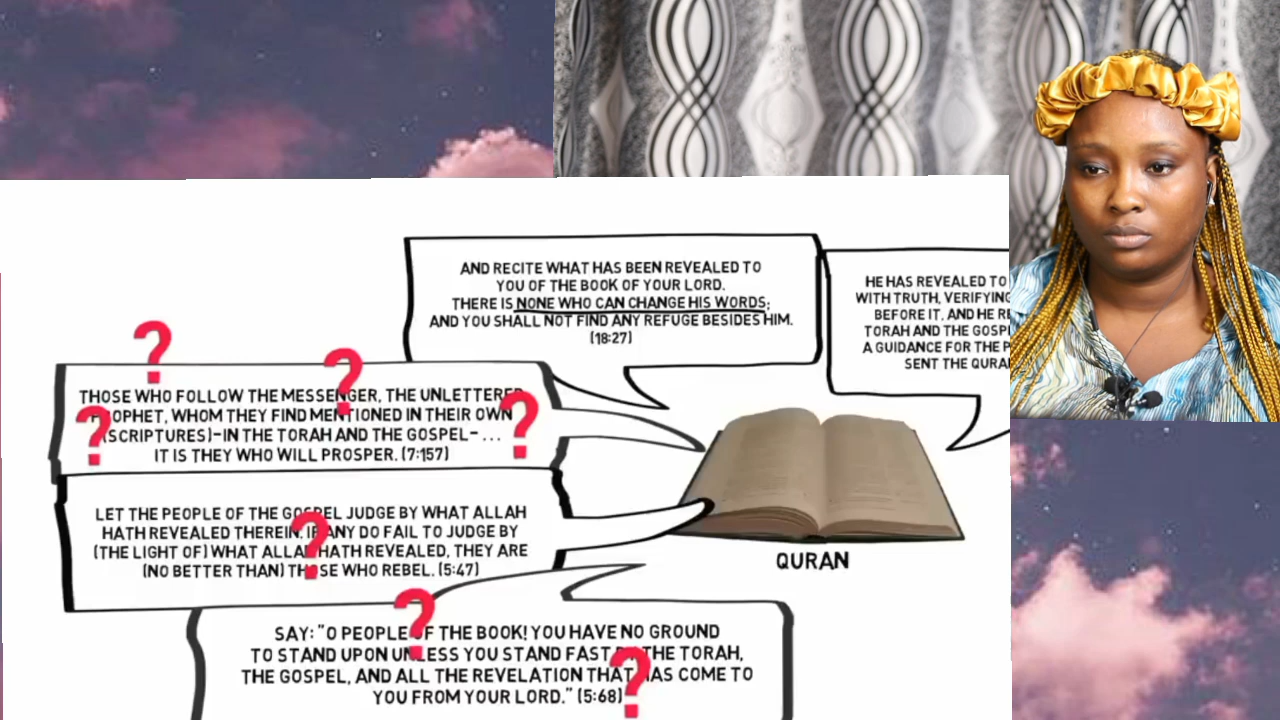 AND RECITE WHAT HAS BEEN REVEALED TO
YOU OF THE BOOK OF YOUR LORD.
THERE IS NONE WHO CAN CHANGE HIS WORDS;
AND YOU SHALL NOT FIND ANY REFUGE BESIDES HIM.
(18:27)
HE HAS REVEALED TO
WITH TRUTH, VERIFYING
BEFORE IT, AND HE
TORAH AND THE
A GUIDANCE FOR THE
SENT THE
THOSE WHO FOLLOW THE MESSENGER, THE UNLETTERED
PROPHET, WHOM THEY FIND MENTIONED IN THEIR OWN
(SCRIPTURES)-IN THE TORAH AND THE GOSPEL- ...
IT IS THEY WHO WILL PROSPER. (7:157)
LET THE PEOPLE OF THE GOSPEL JUDGE BY WHAT ALLAH
HATH REVEALED THEREIN. IF ANY DO FAIL TO JUDGE BY
(THE LIGHT OF) WHAT ALLAH HATH REVEALED, THEY ARE
(NO BETTER THAN) THOSE WHO REBEL. (5:47)
SAY: "O PEOPLE OF THE BOOK! YOU HAVE NO GROUND
TO STAND UPON UNLESS YOU STAND FAST BY THE TORAH,
THE GOSPEL, AND ALL THE REVELATION THAT HAS COME TO
YOU FROM YOUR LORD." (5:68)
QURAN